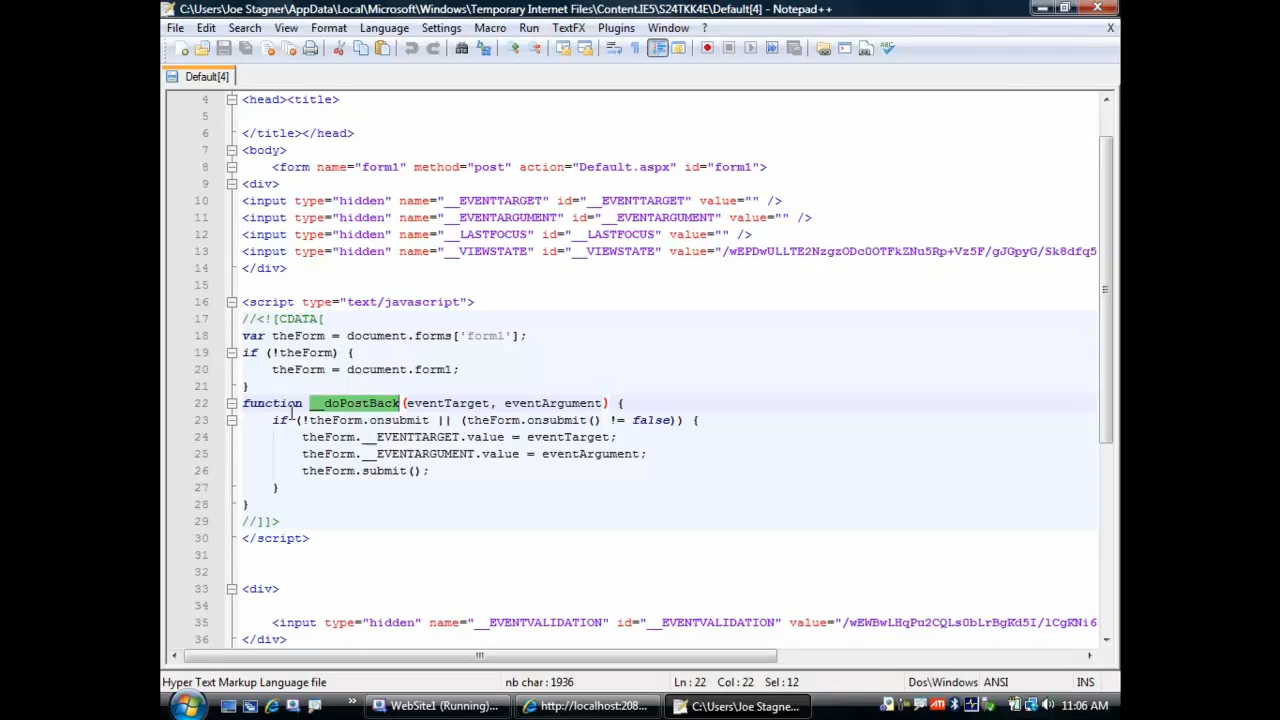 C:\Users\Joe Stagner\AppData\Local\Microsoft\Windows\Temporary Internet Files\Content.IE5\S24TKK4E\Default[4] - Notepad++
File Edit Search View Format Language Settings Macro Run TextFX Plugins Window ? X
Default[4]
4 <head><title>
5
6 </title></head>
7 <body>
8 <form name="form1" method="post" action="Default.aspx" id="form1">
9 <div>
10 <input type="hidden" name="__EVENTTARGET" id="__EVENTTARGET" value="" />
11 <input type="hidden" name="__EVENTARGUMENT" id="__EVENTARGUMENT" value="" />
12 <input type="hidden" name="__LASTFOCUS" id="__LASTFOCUS" value="" />
13 <input type="hidden" name="__VIEWSTATE" id="__VIEWSTATE" value="/wEPDwULLTE2NzgzODc0OTFkZNu5Rp+Vz5F/gJGpyG/Sk8dfq5
14 </div>
15
16 <script type="text/javascript">
17 //<![CDATA[
18 var theForm = document.forms['form1'];
19 if (!theForm) {
20 theForm = document.form1;
21 }
22 function __doPostBack(eventTarget, eventArgument) {
23 if (!theForm.onsubmit || (theForm.onsubmit() != false)) {
24 theForm.__EVENTTARGET.value = eventTarget;
25 theForm.__EVENTARGUMENT.value = eventArgument;
26 theForm.submit();
27 }
28 }
29 //]]>
30 </script>
31
32
33 <div>
34
35 <input type="hidden" name="__EVENTVALIDATION" id="__EVENTVALIDATION" value="/wEWBwLHqPu2CQLs0bLrBgKd5I/lCgKNi6
36 </div>
Hyper Text Markup Language file nb char : 1936 Ln : 22 Col : 22 Sel : 12 Dos\Windows ANSI INS
WebSite1 (Running)... http://localhost:208... C:\Users\Joe Stagne... 11:06 AM